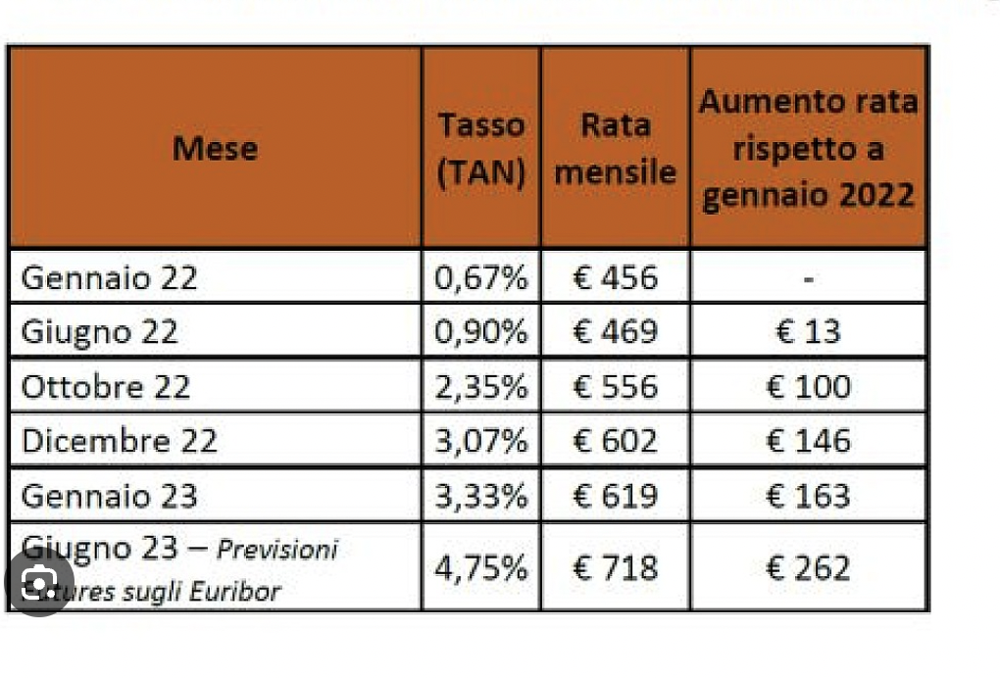 Mese
Tasso
(TAN)
Rata
mensile
Aumento rata
rispetto a
gennaio 2022
Gennaio 22 0,67% € 456 -
Giugno 22 0,90% € 469 € 13
Ottobre 22 2,35% € 556 € 100
Dicembre 22 3,07% € 602 € 146
Gennaio 23 3,33% € 619 € 163
Giugno 23 – Previsioni
Futures sugli Euribor
4,75% € 718 € 262